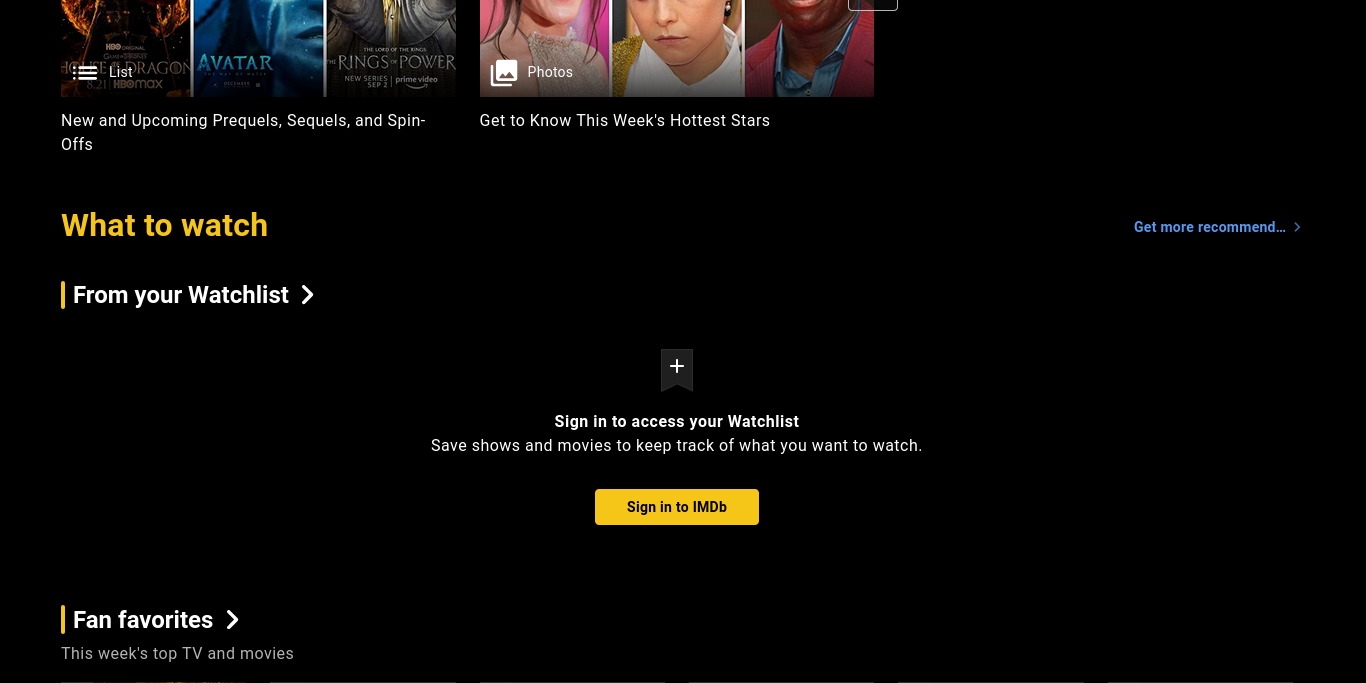 HBO ORIGINAL
GAME OF THRONES
HOUSE OF THE DRAGON
8.21 HBOMAX
List
AVATAR
THE WAY OF WATER
DECEMBER
THE LORD OF THE RINGS
THE RINGS OF POWER
NEW SERIES
SEP 2
prime video
Photos
New and Upcoming Prequels, Sequels, and Spin-
Offs
Get to Know This Week's Hottest Stars
What to watch
Get more recommend...
From your Watchlist
Sign in to access your Watchlist
Save shows and movies to keep track of what you want to watch.
Sign in to IMDb
Fan favorites
This week's top TV and movies